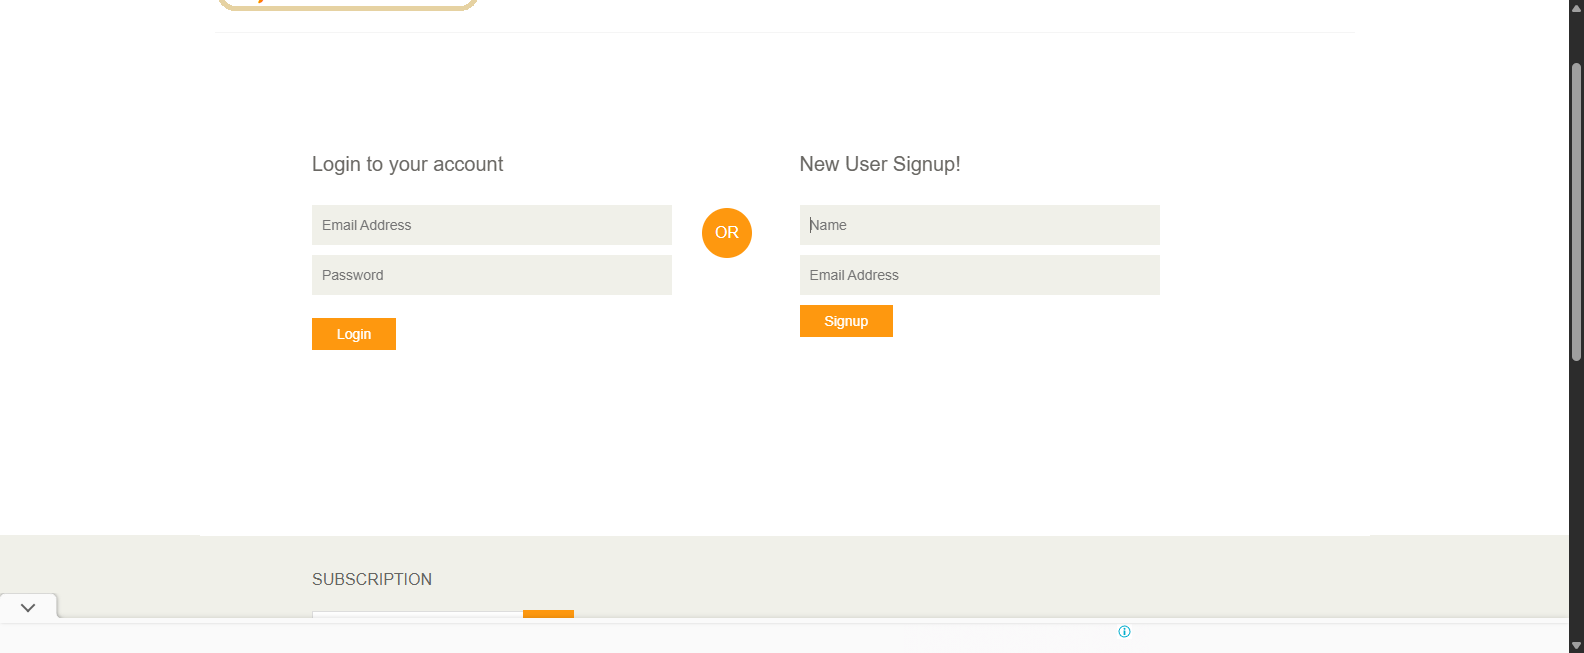 Login to your account
Email Address
Password
Login
OR
New User Signup!
Name
Email Address
Signup
SUBSCRIPTION